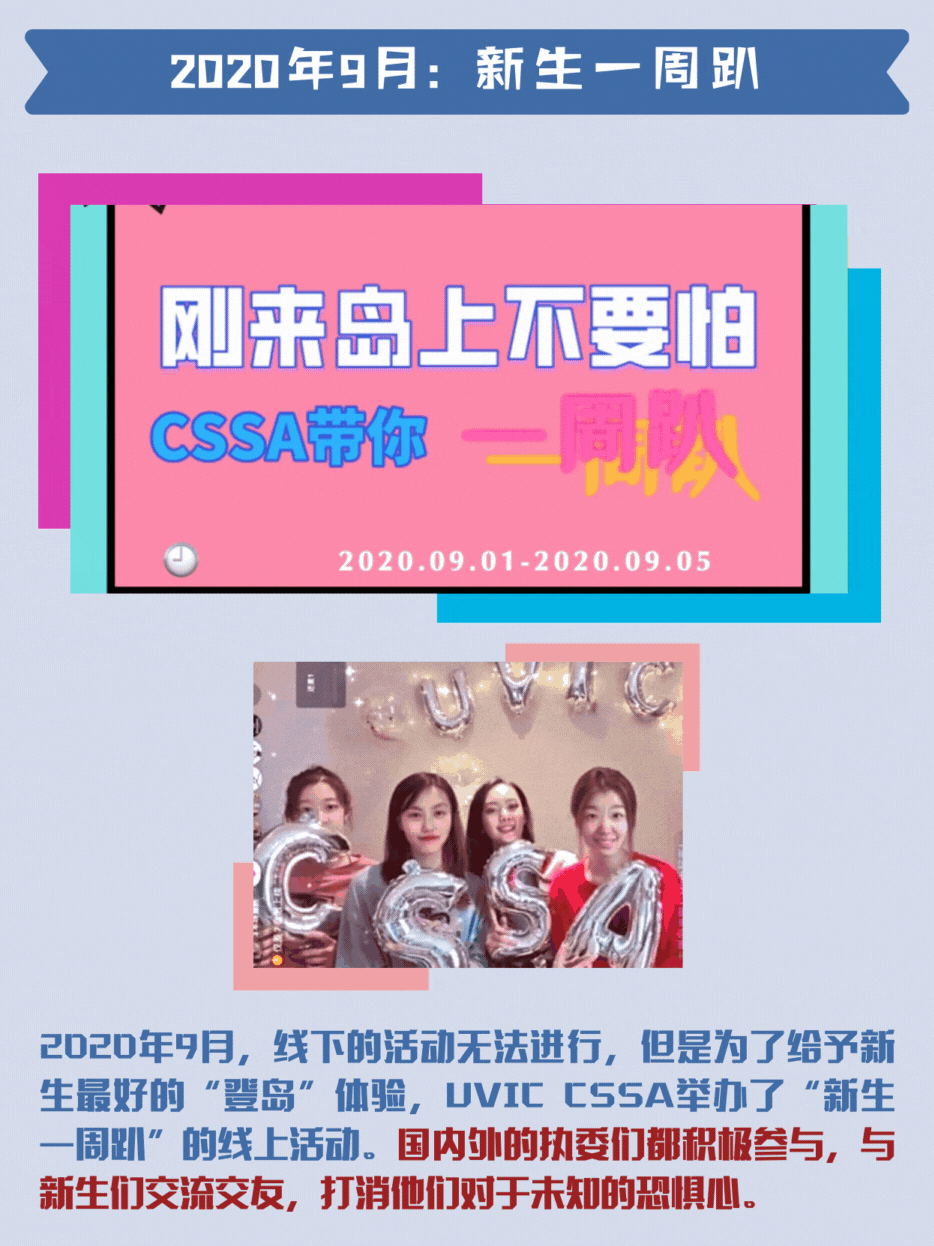 2020年9月：新生一周趴
刚来岛上不要怕
CSSA带你 一周趴
2020.09.01-2020.09.05
UVIC
CSSA
2020年9月，线下的活动无法进行，但是为了给予新
生最好的“登岛”体验，UVIC CSSA举办了“新生
一周趴”的线上活动。国内外的执委们都积极参与，与
新生们交流交友，打消他们对于未知的恐惧心。